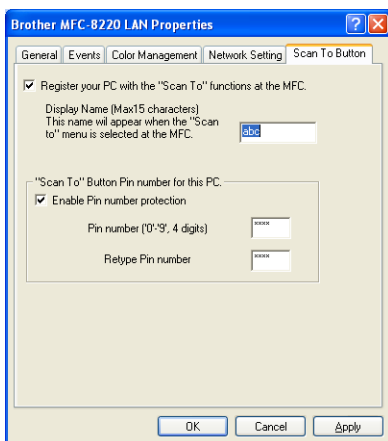 Brother MFC-8220 LAN Properties
General Events Color Management Network Setting Scan To Button
Register your PC with the "Scan To" functions at the MFC.
Display Name (Max15 characters)
This name wil appear when the "Scan
to" menu is selected at the MFC.
abc
"Scan To" Button Pin number for this PC.
Enable Pin number protection
Pin number ('0'-'9', 4 digits)
××××
Retype Pin number
××××
OK Cancel Apply